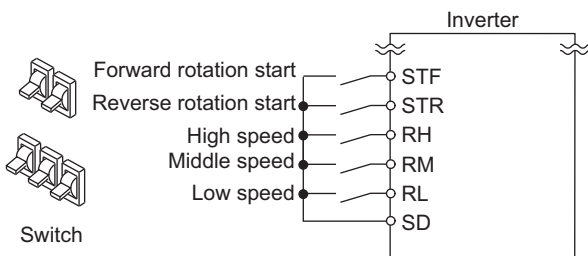 Inverter
Forward rotation start STF
Reverse rotation start STR
High speed RH
Middle speed RM
Low speed RL
SD
Switch